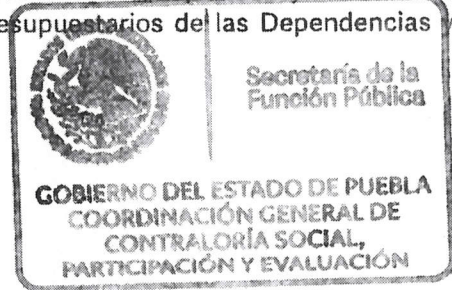 esupuestarios de las Dependencias
Secretaría de la
Función Pública
GOBIERNO DEL ESTADO DE PUEBLA
COORDINACIÓN GENERAL DE
CONTRALORÍA SOCIAL,
PARTICIPACIÓN Y EVALUACIÓN